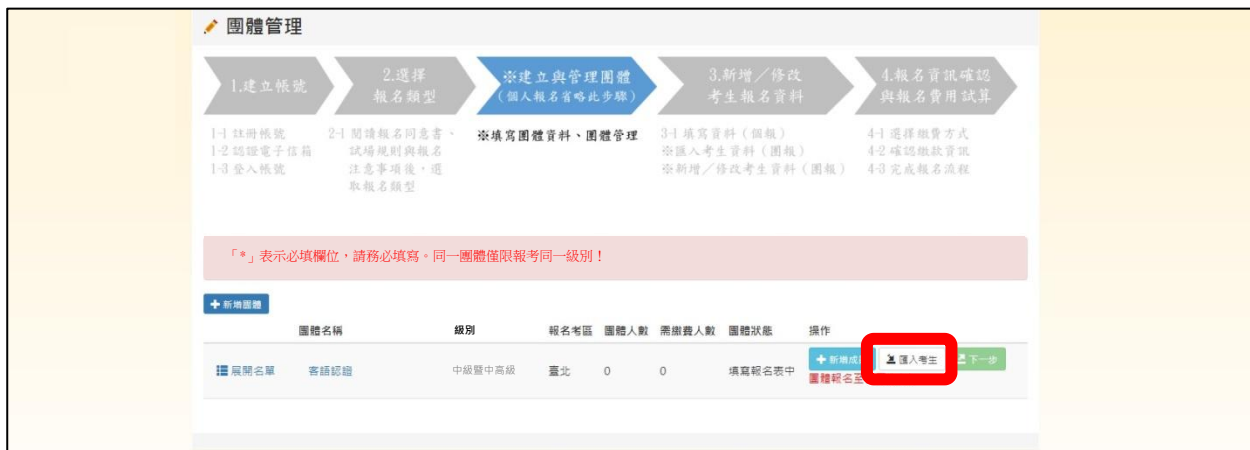 團體管理
1.建立帳號
2.選擇
報名類型
※建立與管理團體
(個人報名省略此步驟)
3.新增／修改
考生報名資料
4.報名資訊確認
與報名費用試算
1-1 註冊帳號
1-2 認證電子信箱
1-3 登入帳號
2-1 閱讀報名同意書、
試場規則與報名
注意事項後，選
取報名類型
※填寫團體資料、團體管理
3-1 填寫資料（個報）
※匯入考生資料（團報）
※新增／修改考生資料（團報）
4-1 選擇繳費方式
4-2 確認繳款資訊
4-3 完成報名流程
「*」表示必填欄位，請務必填寫。同一團體僅限報考同一級別！
新增團體
團體名稱 級別 報名考區 團體人數 需繳費人數 團體狀態 操作
展開名單 客語認證 中級暨中高級 臺北 0 0 填寫報名表中 新增成 匯入考生 下一步
團體報名至